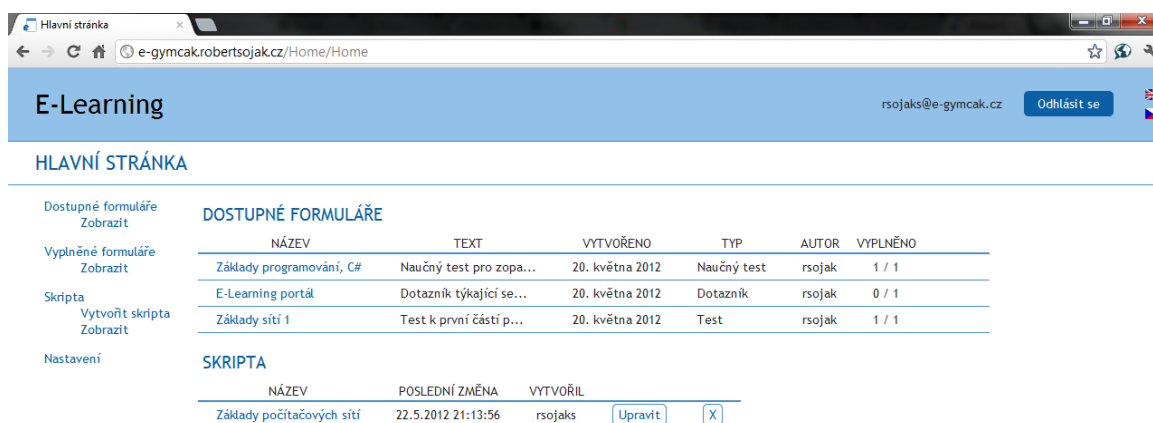 Hlavní stránka
e-gymcak.robertsojak.cz/Home/Home
E-Learning
rsojaks@e-gymcak.cz Odhlásit se
HLAVNÍ STRÁNKA
Dostupné formuláře
Zobrazit
Vyplněné formuláře
Zobrazit
Skripta
Vytvořit skripta
Zobrazit
Nastavení
DOSTUPNÉ FORMULÁŘE
NÁZEV TEXT VYTVOŘENO TYP AUTOR VYPLNĚNO
Základy programování, C# Naučný test pro zopa... 20. května 2012 Naučný test rsojak 1 / 1
E-Learning portál Dotazník týkající se... 20. května 2012 Dotazník rsojak 0 / 1
Základy sítí 1 Test k první částí p... 20. května 2012 Test rsojak 1 / 1
SKRIPTA
NÁZEV POSLEDNÍ ZMĚNA VYTVOŘIL
Základy počítačových sítí 22.5.2012 21:13:56 rsojaks Upravit X